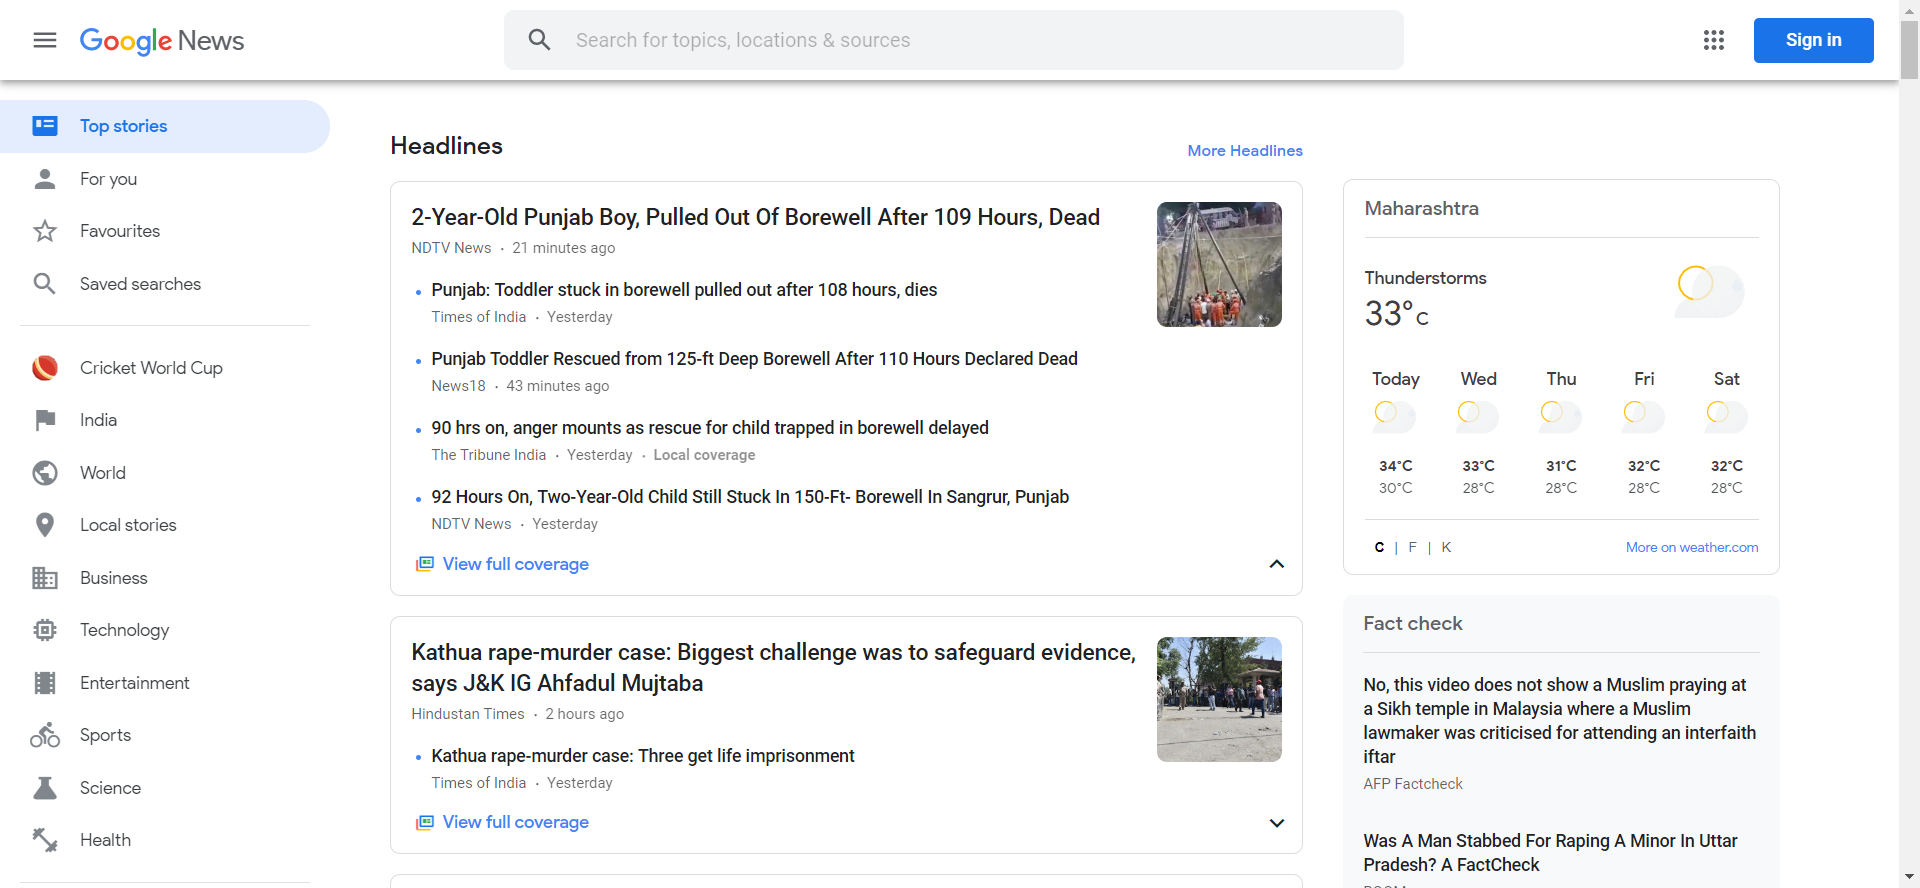 Google News
Search for topics, locations & sources
Sign in
Top stories
For you
Favourites
Saved searches
Cricket World Cup
India
World
Local stories
Business
Technology
Entertainment
Sports
Science
Health
Headlines
More Headlines
2-Year-Old Punjab Boy, Pulled Out Of Borewell After 109 Hours, Dead
NDTV News · 21 minutes ago
Punjab: Toddler stuck in borewell pulled out after 108 hours, dies
Times of India · Yesterday
Punjab Toddler Rescued from 125-ft Deep Borewell After 110 Hours Declared Dead
News18 · 43 minutes ago
90 hrs on, anger mounts as rescue for child trapped in borewell delayed
The Tribune India · Yesterday · Local coverage
92 Hours On, Two-Year-Old Child Still Stuck In 150-Ft- Borewell In Sangrur, Punjab
NDTV News · Yesterday
View full coverage
Kathua rape-murder case: Biggest challenge was to safeguard evidence,
says J&K IG Ahfadul Mujtaba
Hindustan Times · 2 hours ago
Kathua rape-murder case: Three get life imprisonment
Times of India · Yesterday
View full coverage
Maharashtra
Thunderstorms
33°C
Today Wed Thu Fri Sat
34°C 33°C 31°C 32°C 32°C
30°C 28°C 28°C 28°C 28°C
C | F | K
More on weather.com
Fact check
No, this video does not show a Muslim praying at
a Sikh temple in Malaysia where a Muslim
lawmaker was criticised for attending an interfaith
iftar
AFP Factcheck
Was A Man Stabbed For Raping A Minor In Uttar
Pradesh? A FactCheck